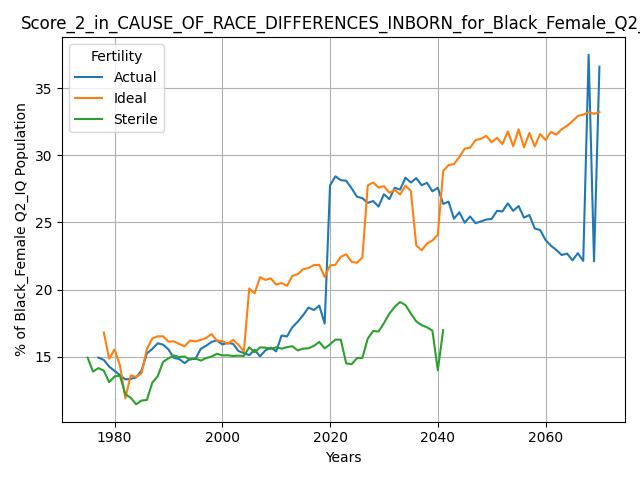 Score_2_in_CAUSE_OF_RACE_DIFFERENCES_INBORN_for_Black_Female_Q2_
Fertility
Actual
Ideal
Sterile
% of Black_Female Q2_IQ Population
35
30
25
20
15
1980
2000
2020
2040
2060
Years